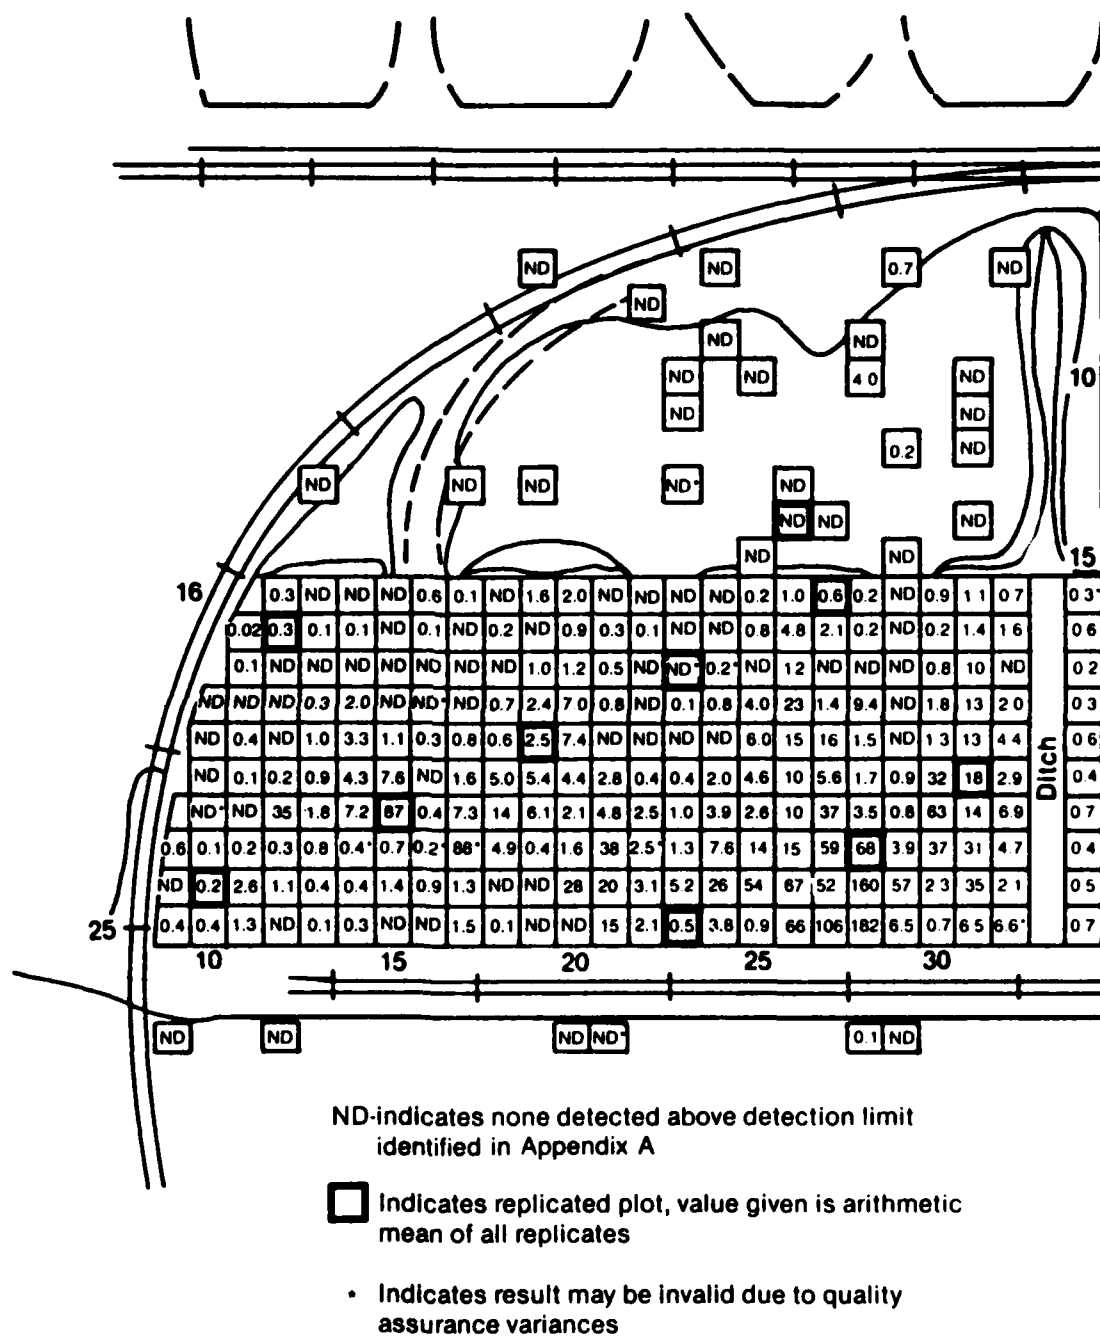 ND ND 0.7 ND
ND
ND ND
ND ND 4 0 ND 10
ND ND
0.2 ND
ND ND ND ND* ND
ND ND ND
ND ND 15
16 0.3 ND ND ND 0.6 0.1 ND 1.6 2.0 ND ND ND ND 0.2 1.0 0.6 0.2 ND 0.9 1 1 0 7 0 3*
0.02 0.3 0.1 0.1 ND 0.1 ND 0.2 ND 0.9 0.3 0.1 ND ND 0.8 4.8 2.1 0.2 ND 0.2 1.4 1 6 0 6
0.1 ND ND ND ND ND ND ND 1.0 1.2 0.5 ND ND* 0.2* ND 12 ND ND ND 0.8 10 ND 0 2
ND ND ND 0.3 2.0 ND ND* ND 0.7 2.4 7.0 0.8 ND 0.1 0.8 4.0 23 1.4 9.4 ND 1.8 13 2 0 0 3
ND 0.4 ND 1.0 3.3 1.1 0.3 0.8 0.6 2.5 7.4 ND ND ND ND 6.0 15 16 1.5 ND 1 3 13 4 4 0 6
ND 0.1 0.2 0.9 4.3 7.6 ND 1.6 5.0 5.4 4.4 2.8 0.4 0.4 2.0 4.6 10 5.6 1.7 0.9 32 18 2.9 0.4
Ditch
ND* ND 35 1.8 7.2 87 0.4 7.3 14 6.1 2.1 4.8 2.5 1.0 3.9 2.6 10 37 3.5 0.8 63 14 6.9 0 7
0.6 0.1 0.2 0.3 0.8 0.4* 0.7 0.2* 88* 4.9 0.4 1.6 38 2.5* 1.3 7.6 14 15 59 68 3.9 37 31 4.7 0 4
ND 0.2 2.6 1.1 0.4 0.4 1.4 0.9 1.3 ND ND 28 20 3.1 5.2 26 54 67 52 160 57 2 3 35 2 1 0 5
25 0.4 0.4 1.3 ND 0.1 0.3 ND ND 1.5 0.1 ND ND 15 2.1 0.5 3.8 0.9 66 106 182 6.5 0.7 6 5 6.6* 0 7
10 15 20 25 30
ND ND ND ND* 0.1 ND
ND-indicates none detected above detection limit
identified in Appendix A
Indicates replicated plot, value given is arithmetic
mean of all replicates
* Indicates result may be invalid due to quality
assurance variances